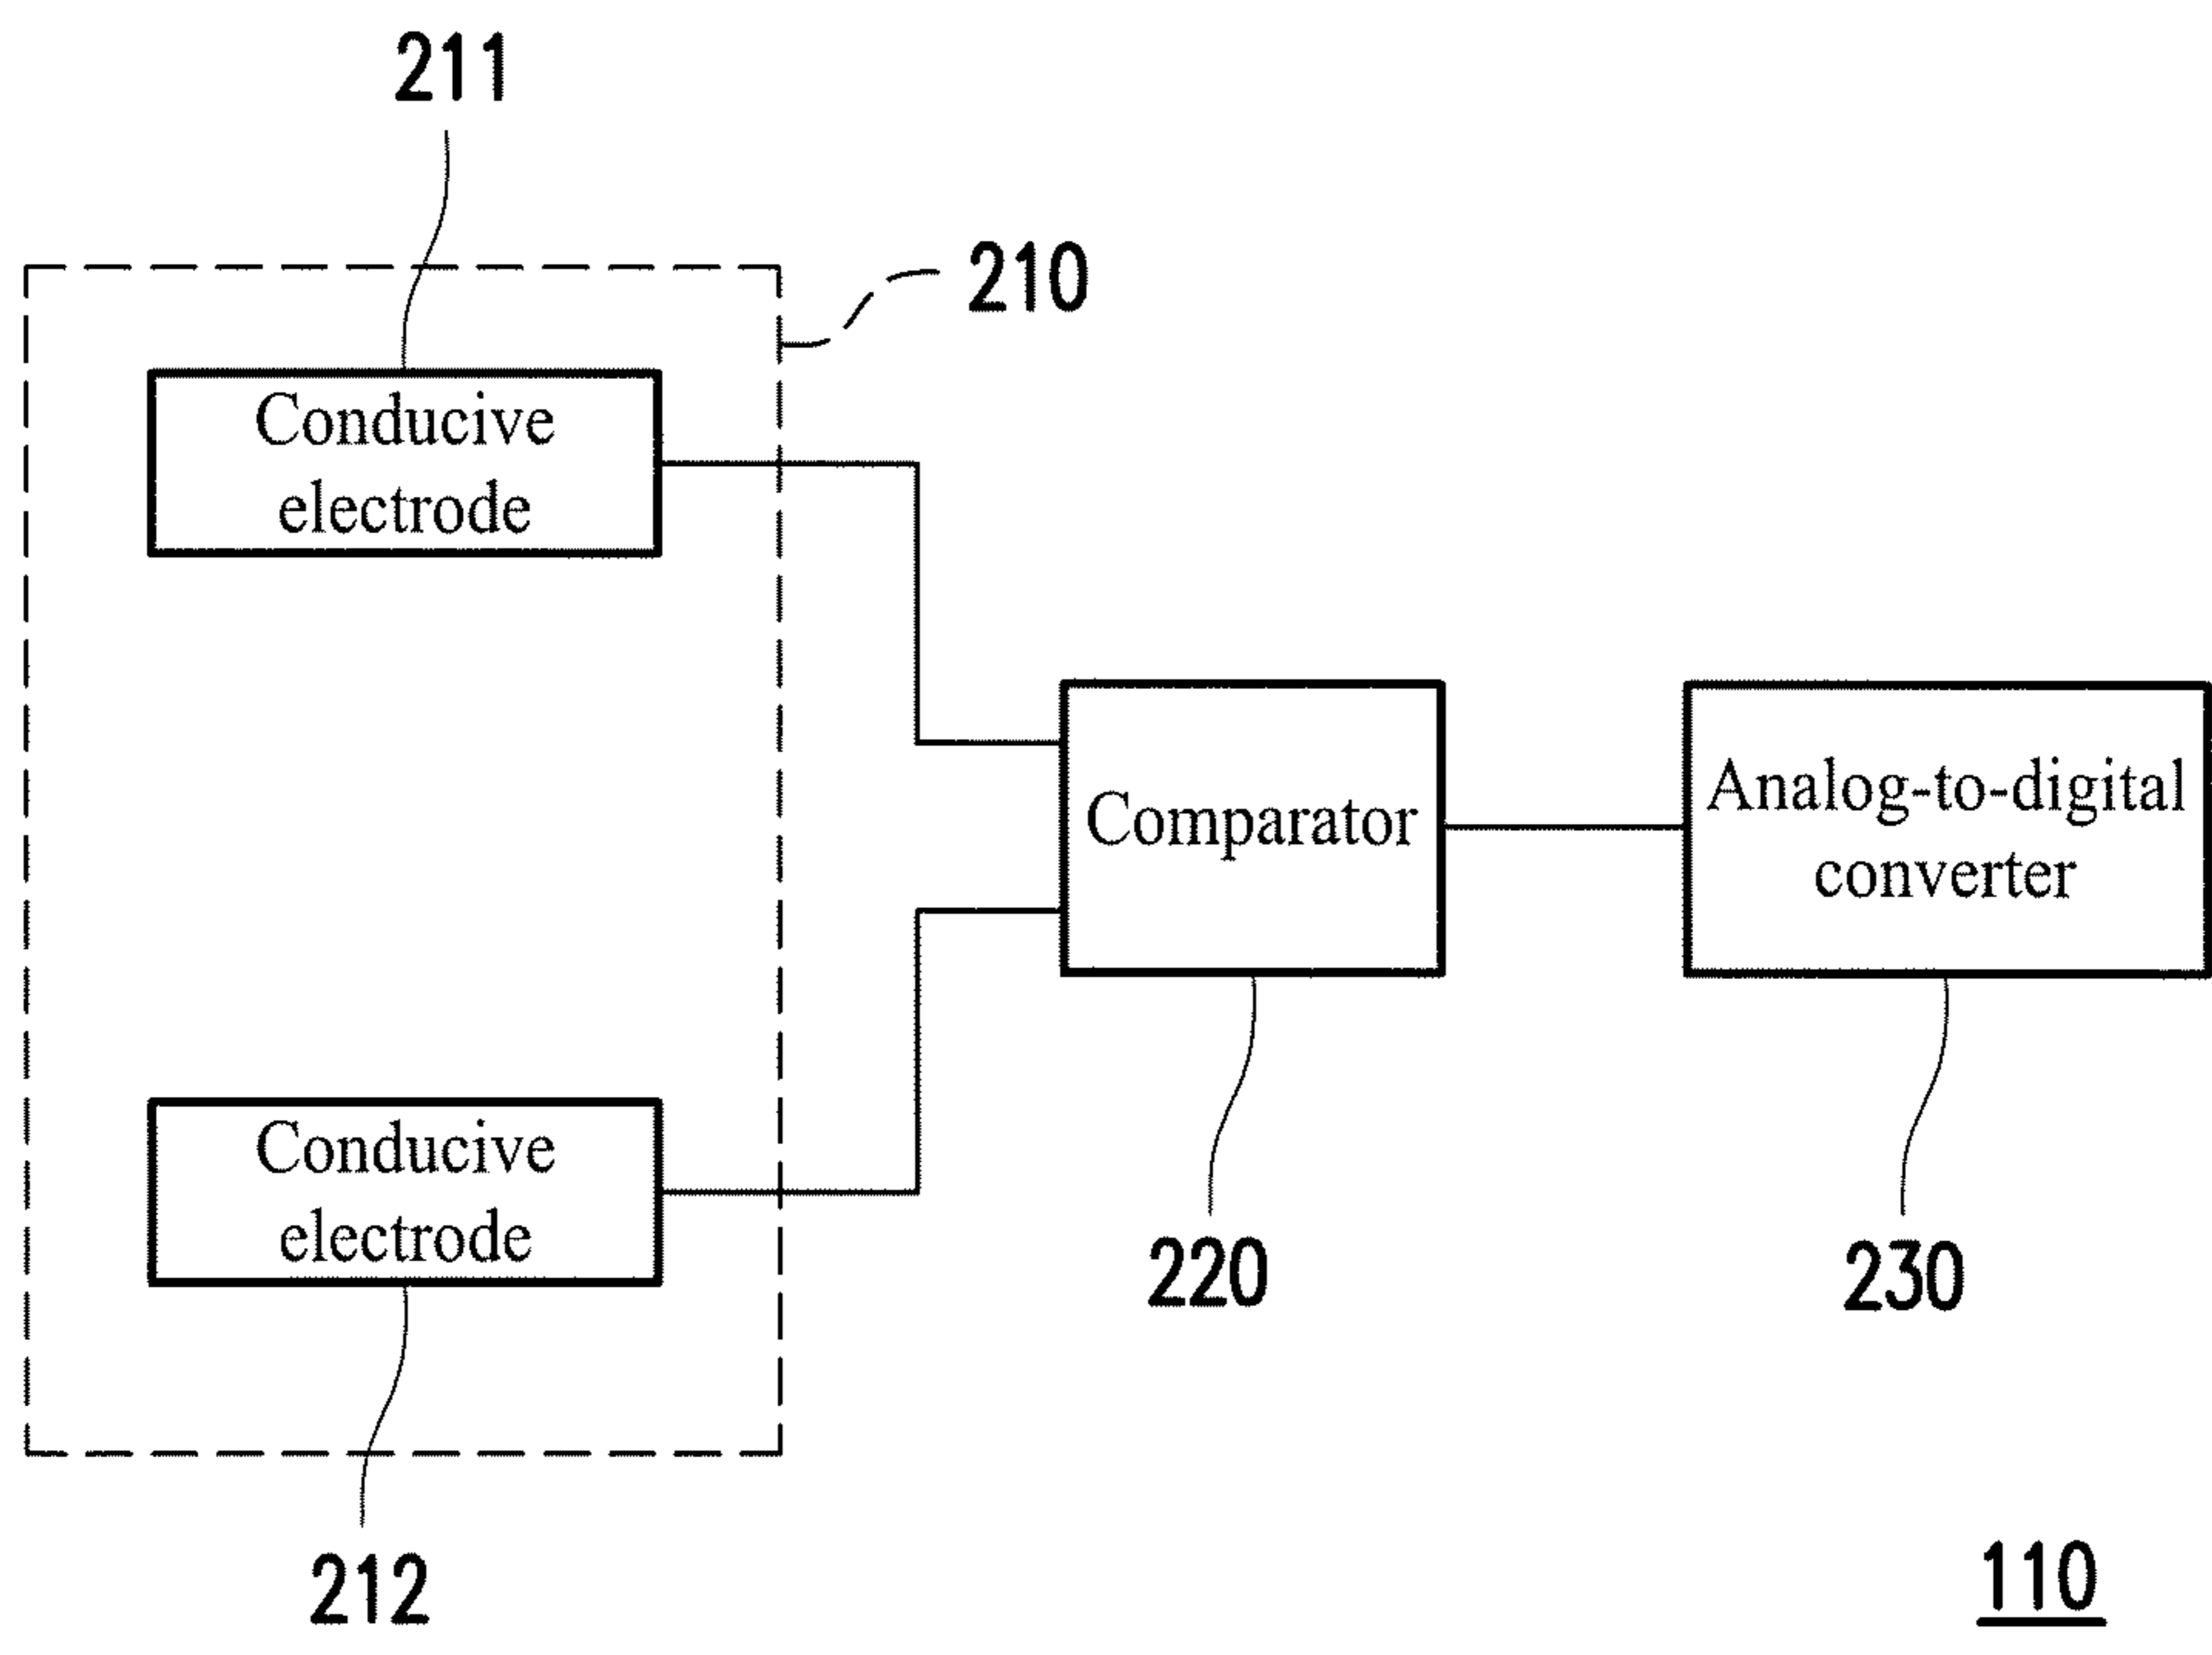 211
210
Conducive
electrode
Comparator
Analog-to-digital
converter
Conducive
electrode
220
230
212
110